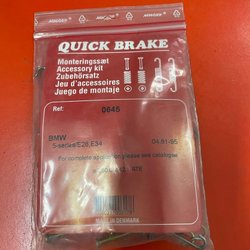 QUICK BRAKE
Monteringssæt
Accessory kit
Zubehörsatz
Jeu d'accessoires
Juego de montaje
Ref: 0645
BMW
5-series/E28,E34 04.81-95
For complete application please see catalogue
MADE IN DENMARK